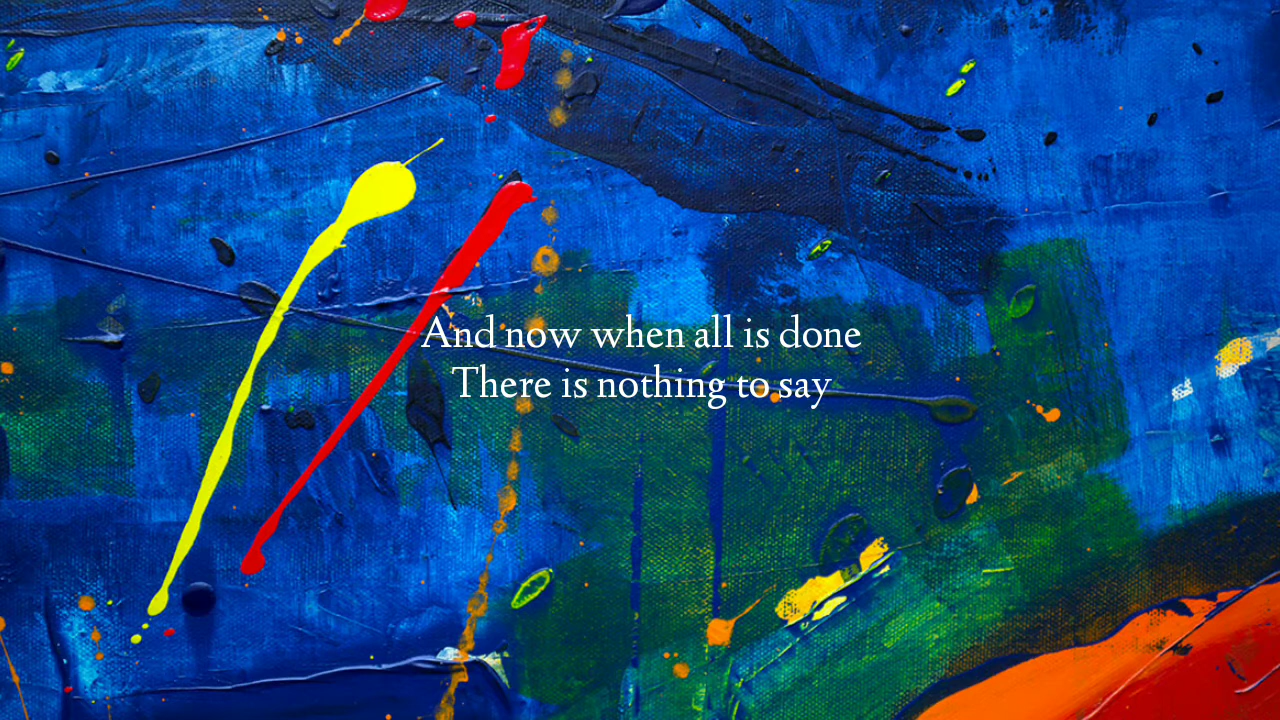 And now when all is done
There is nothing to say